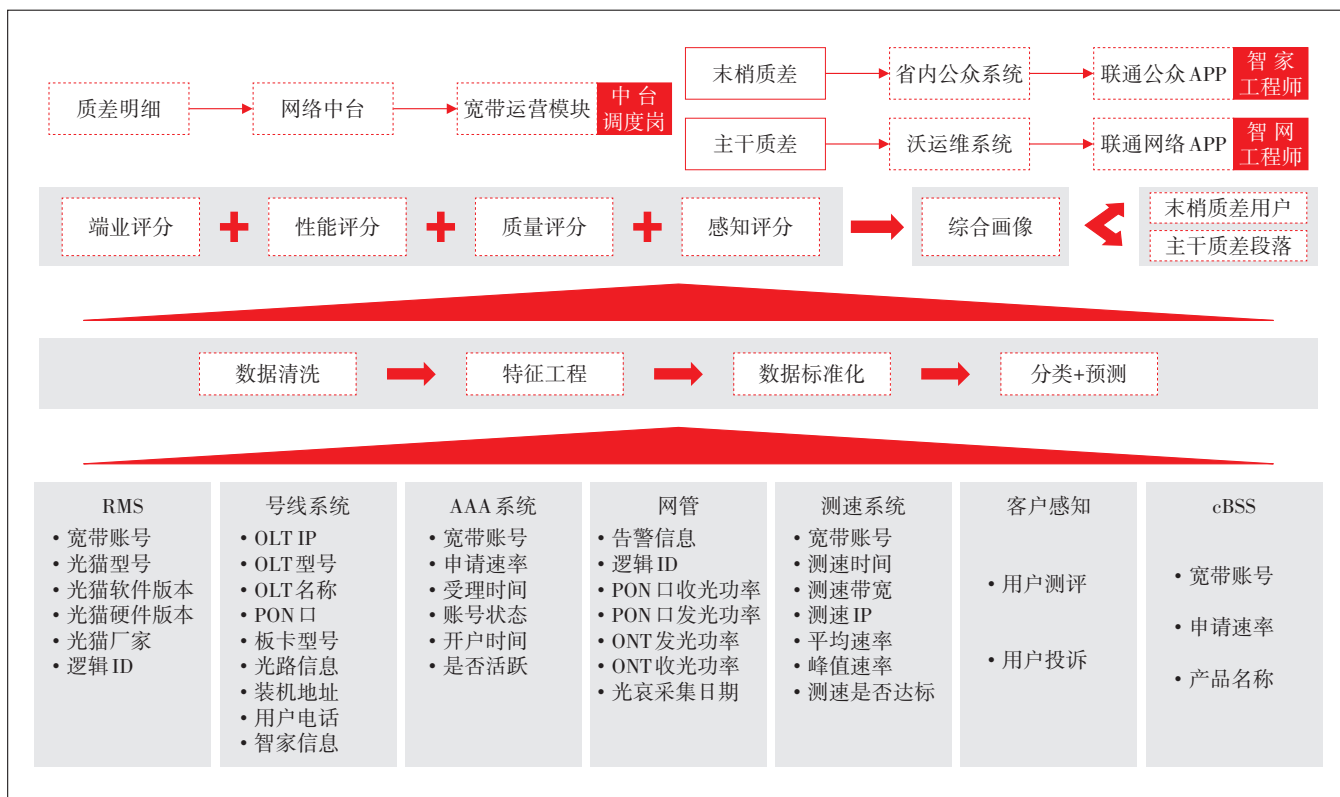 末梢质差
省内公众系统
联通公众 APP
智 家
工程师
质差明细
网络中台
宽带运营模块
中 台
调度岗
主干质差
沃运维系统
联通网络 APP
智 网
工程师
端业评分
性能评分
质量评分
感知评分
综合画像
末梢质差用户
主干质差段落
数据清洗
特征工程
数据标准化
分类+预测
RMS
• 宽带账号
• 光猫型号
• 光猫软件版本
• 光猫硬件版本
• 光猫厂家
• 逻辑ID
号线系统
• OLT IP
• OLT型号
• OLT名称
• PON口
• 板卡型号
• 光路信息
• 装机地址
• 用户电话
• 智家信息
AAA系统
• 宽带账号
• 申请速率
• 受理时间
• 账号状态
• 开户时间
• 是否活跃
网管
• 告警信息
• 逻辑ID
• PON口收光功率
• PON口发光功率
• ONT发光功率
• ONT收光功率
• 光哀采集日期
测速系统
• 宽带账号
• 测速时间
• 测速带宽
• 测速IP
• 平均速率
• 峰值速率
• 测速是否达标
客户感知
• 用户测评
• 用户投诉
cBSS
• 宽带账号
• 申请速率
• 产品名称